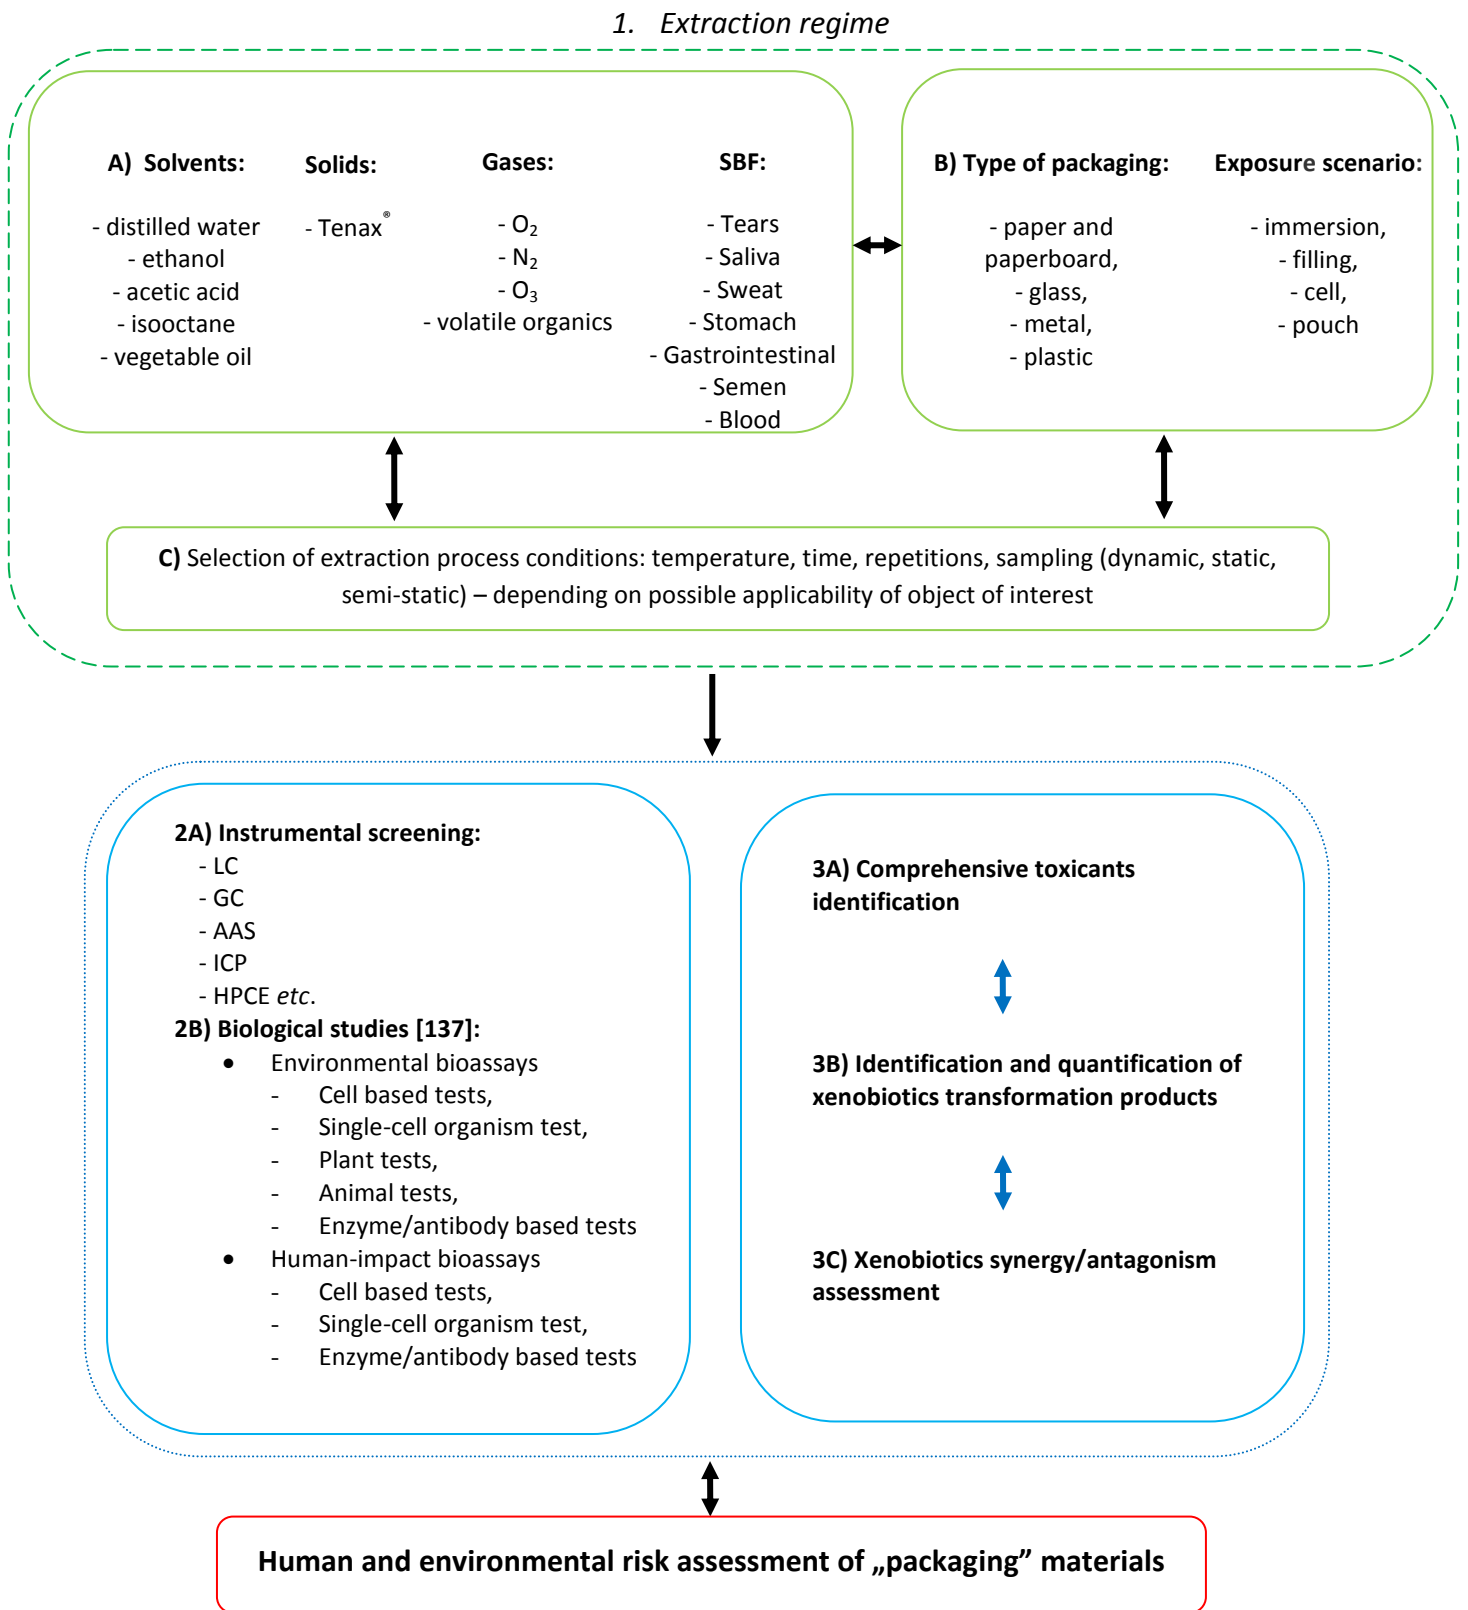 1. Extraction regime
A) Solvents:
- distilled water
- ethanol
- acetic acid
- isooctane
- vegetable oil
Solids:
- Tenax®
Gases:
- O₂
- N₂
- O₃
- volatile organics
SBF:
- Tears
- Saliva
- Sweat
- Stomach
- Gastrointestinal
- Semen
- Blood
B) Type of packaging:
- paper and
paperboard,
- glass,
- metal,
- plastic
Exposure scenario:
- immersion,
- filling,
- cell,
- pouch
C) Selection of extraction process conditions: temperature, time, repetitions, sampling (dynamic, static,
semi-static) – depending on possible applicability of object of interest
2A) Instrumental screening:
- LC
- GC
- AAS
- ICP
- HPCE etc.
2B) Biological studies [137]:
• Environmental bioassays
- Cell based tests,
- Single-cell organism test,
- Plant tests,
- Animal tests,
- Enzyme/antibody based tests
• Human-impact bioassays
- Cell based tests,
- Single-cell organism test,
- Enzyme/antibody based tests
3A) Comprehensive toxicants
identification
3B) Identification and quantification of
xenobiotics transformation products
3C) Xenobiotics synergy/antagonism
assessment
Human and environmental risk assessment of „packaging” materials